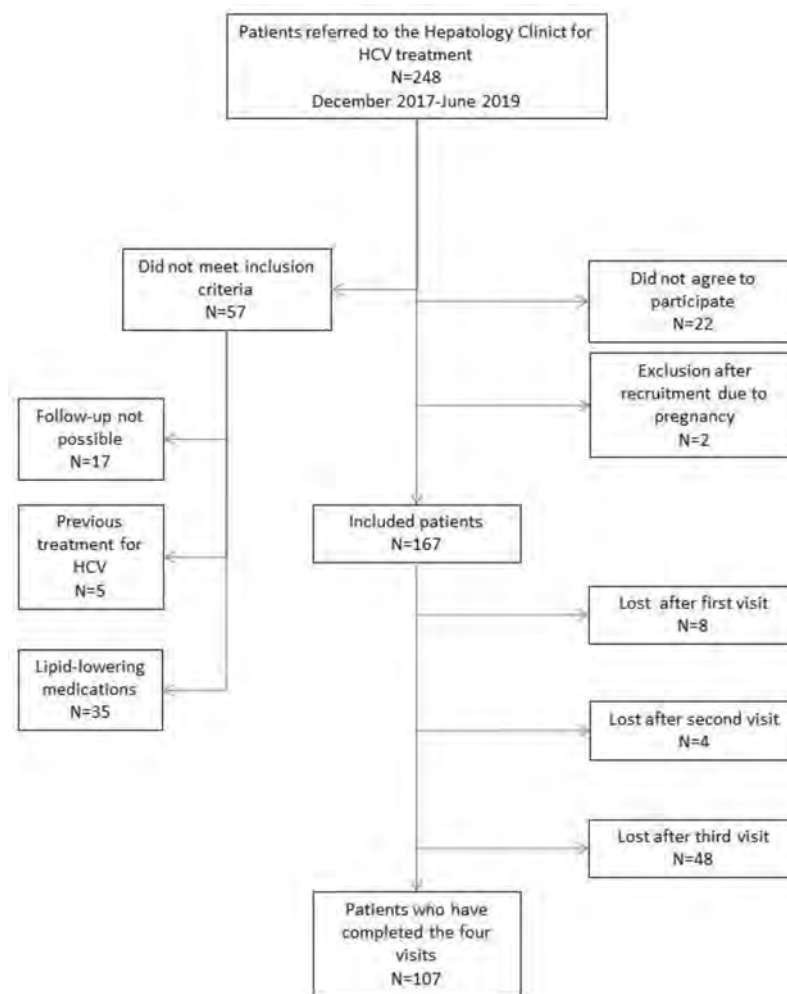 Patients referred to the Hepatology Clinict for
HCV treatment
N=248
December 2017-June 2019
Did not meet inclusion
criteria
N=57
Did not agree to
participate
N=22
Exclusion after
recruitment due to
pregnancy
N=2
Follow-up not
possible
N=17
Included patients
N=167
Previous
treatment for
HCV
N=5
Lost after first visit
N=8
Lipid-lowering
medications
N=35
Lost after second visit
N=4
Lost after third visit
N=48
Patients who have
completed the four
visits
N=107